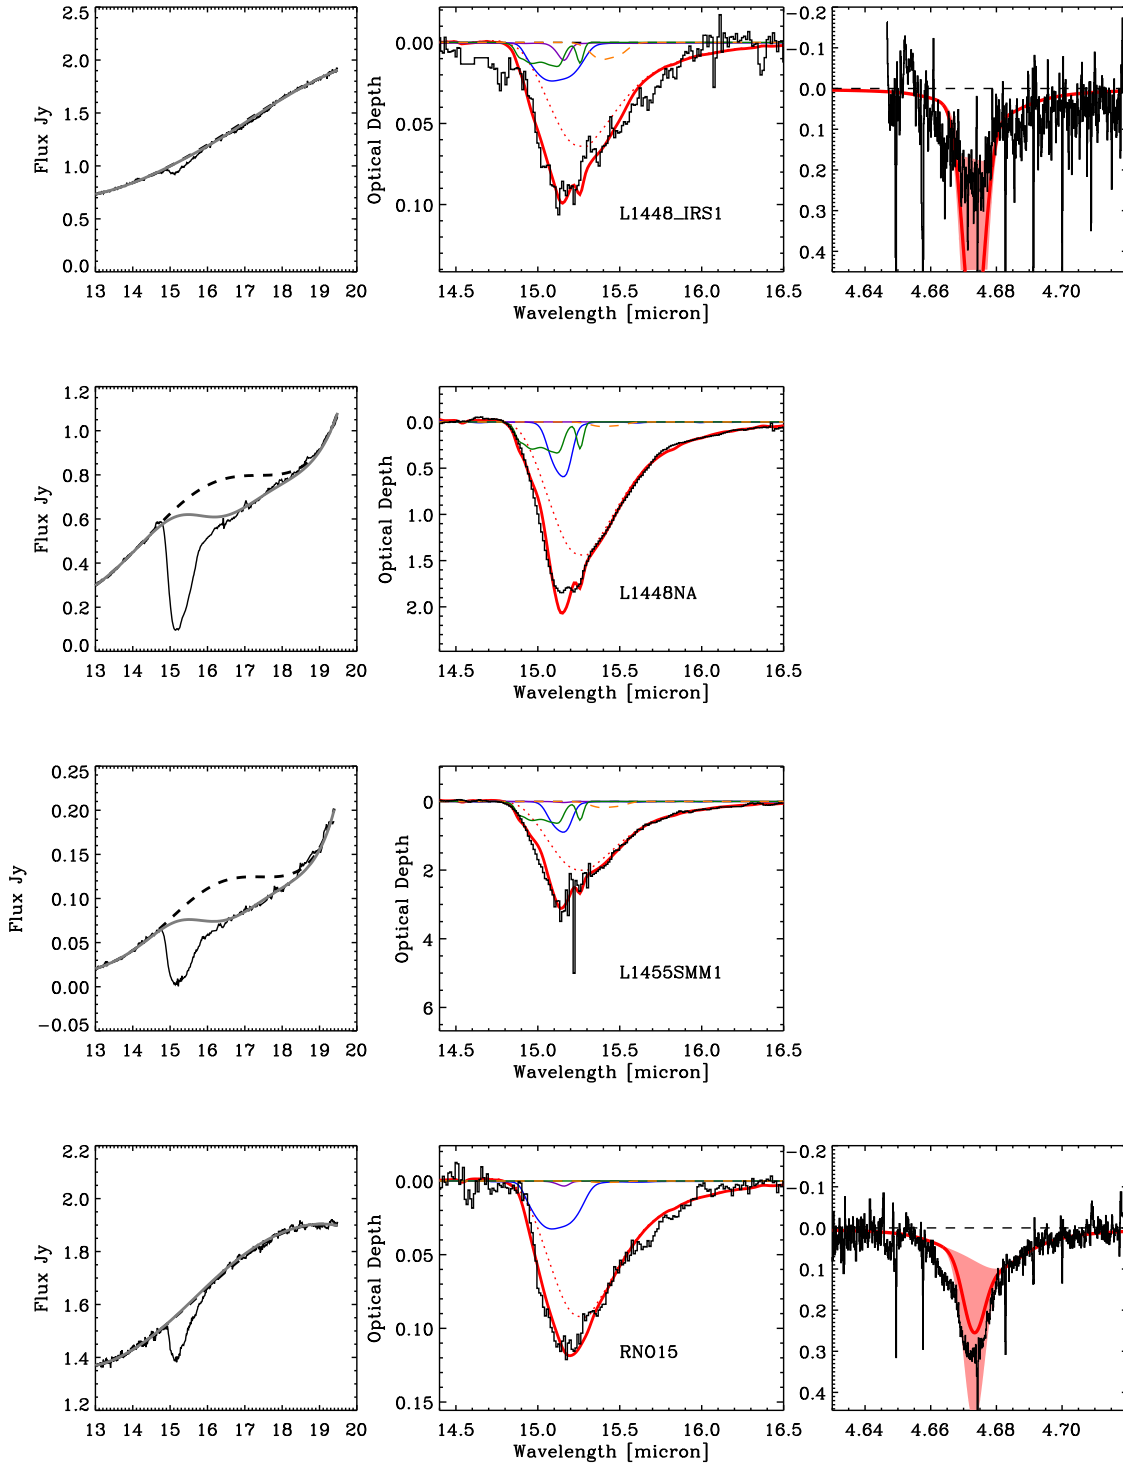 2.5
2.0
1.5
1.0
0.5
0.0
Flux Jy
13 14 15 16 17 18 19 20
0.00
0.05
0.10
Optical Depth
L1448_IRS1
14.5 15.0 15.5 16.0 16.5
Wavelength [micron]
-0.2
-0.1
0.0
0.1
0.2
0.3
0.4
4.64 4.66 4.68 4.70
1.2
1.0
0.8
0.6
0.4
0.2
0.0
Flux Jy
13 14 15 16 17 18 19 20
0.0
0.5
1.0
1.5
2.0
Optical Depth
L1448NA
14.5 15.0 15.5 16.0 16.5
Wavelength [micron]
0.25
0.20
0.15
0.10
0.05
0.00
-0.05
Flux Jy
13 14 15 16 17 18 19 20
0
2
4
6
Optical Depth
L1455SMM1
14.5 15.0 15.5 16.0 16.5
Wavelength [micron]
2.2
2.0
1.8
1.6
1.4
1.2
Flux Jy
13 14 15 16 17 18 19 20
0.00
0.05
0.10
0.15
Optical Depth
RNO15
14.5 15.0 15.5 16.0 16.5
Wavelength [micron]
-0.2
-0.1
0.0
0.1
0.2
0.3
0.4
4.64 4.66 4.68 4.70